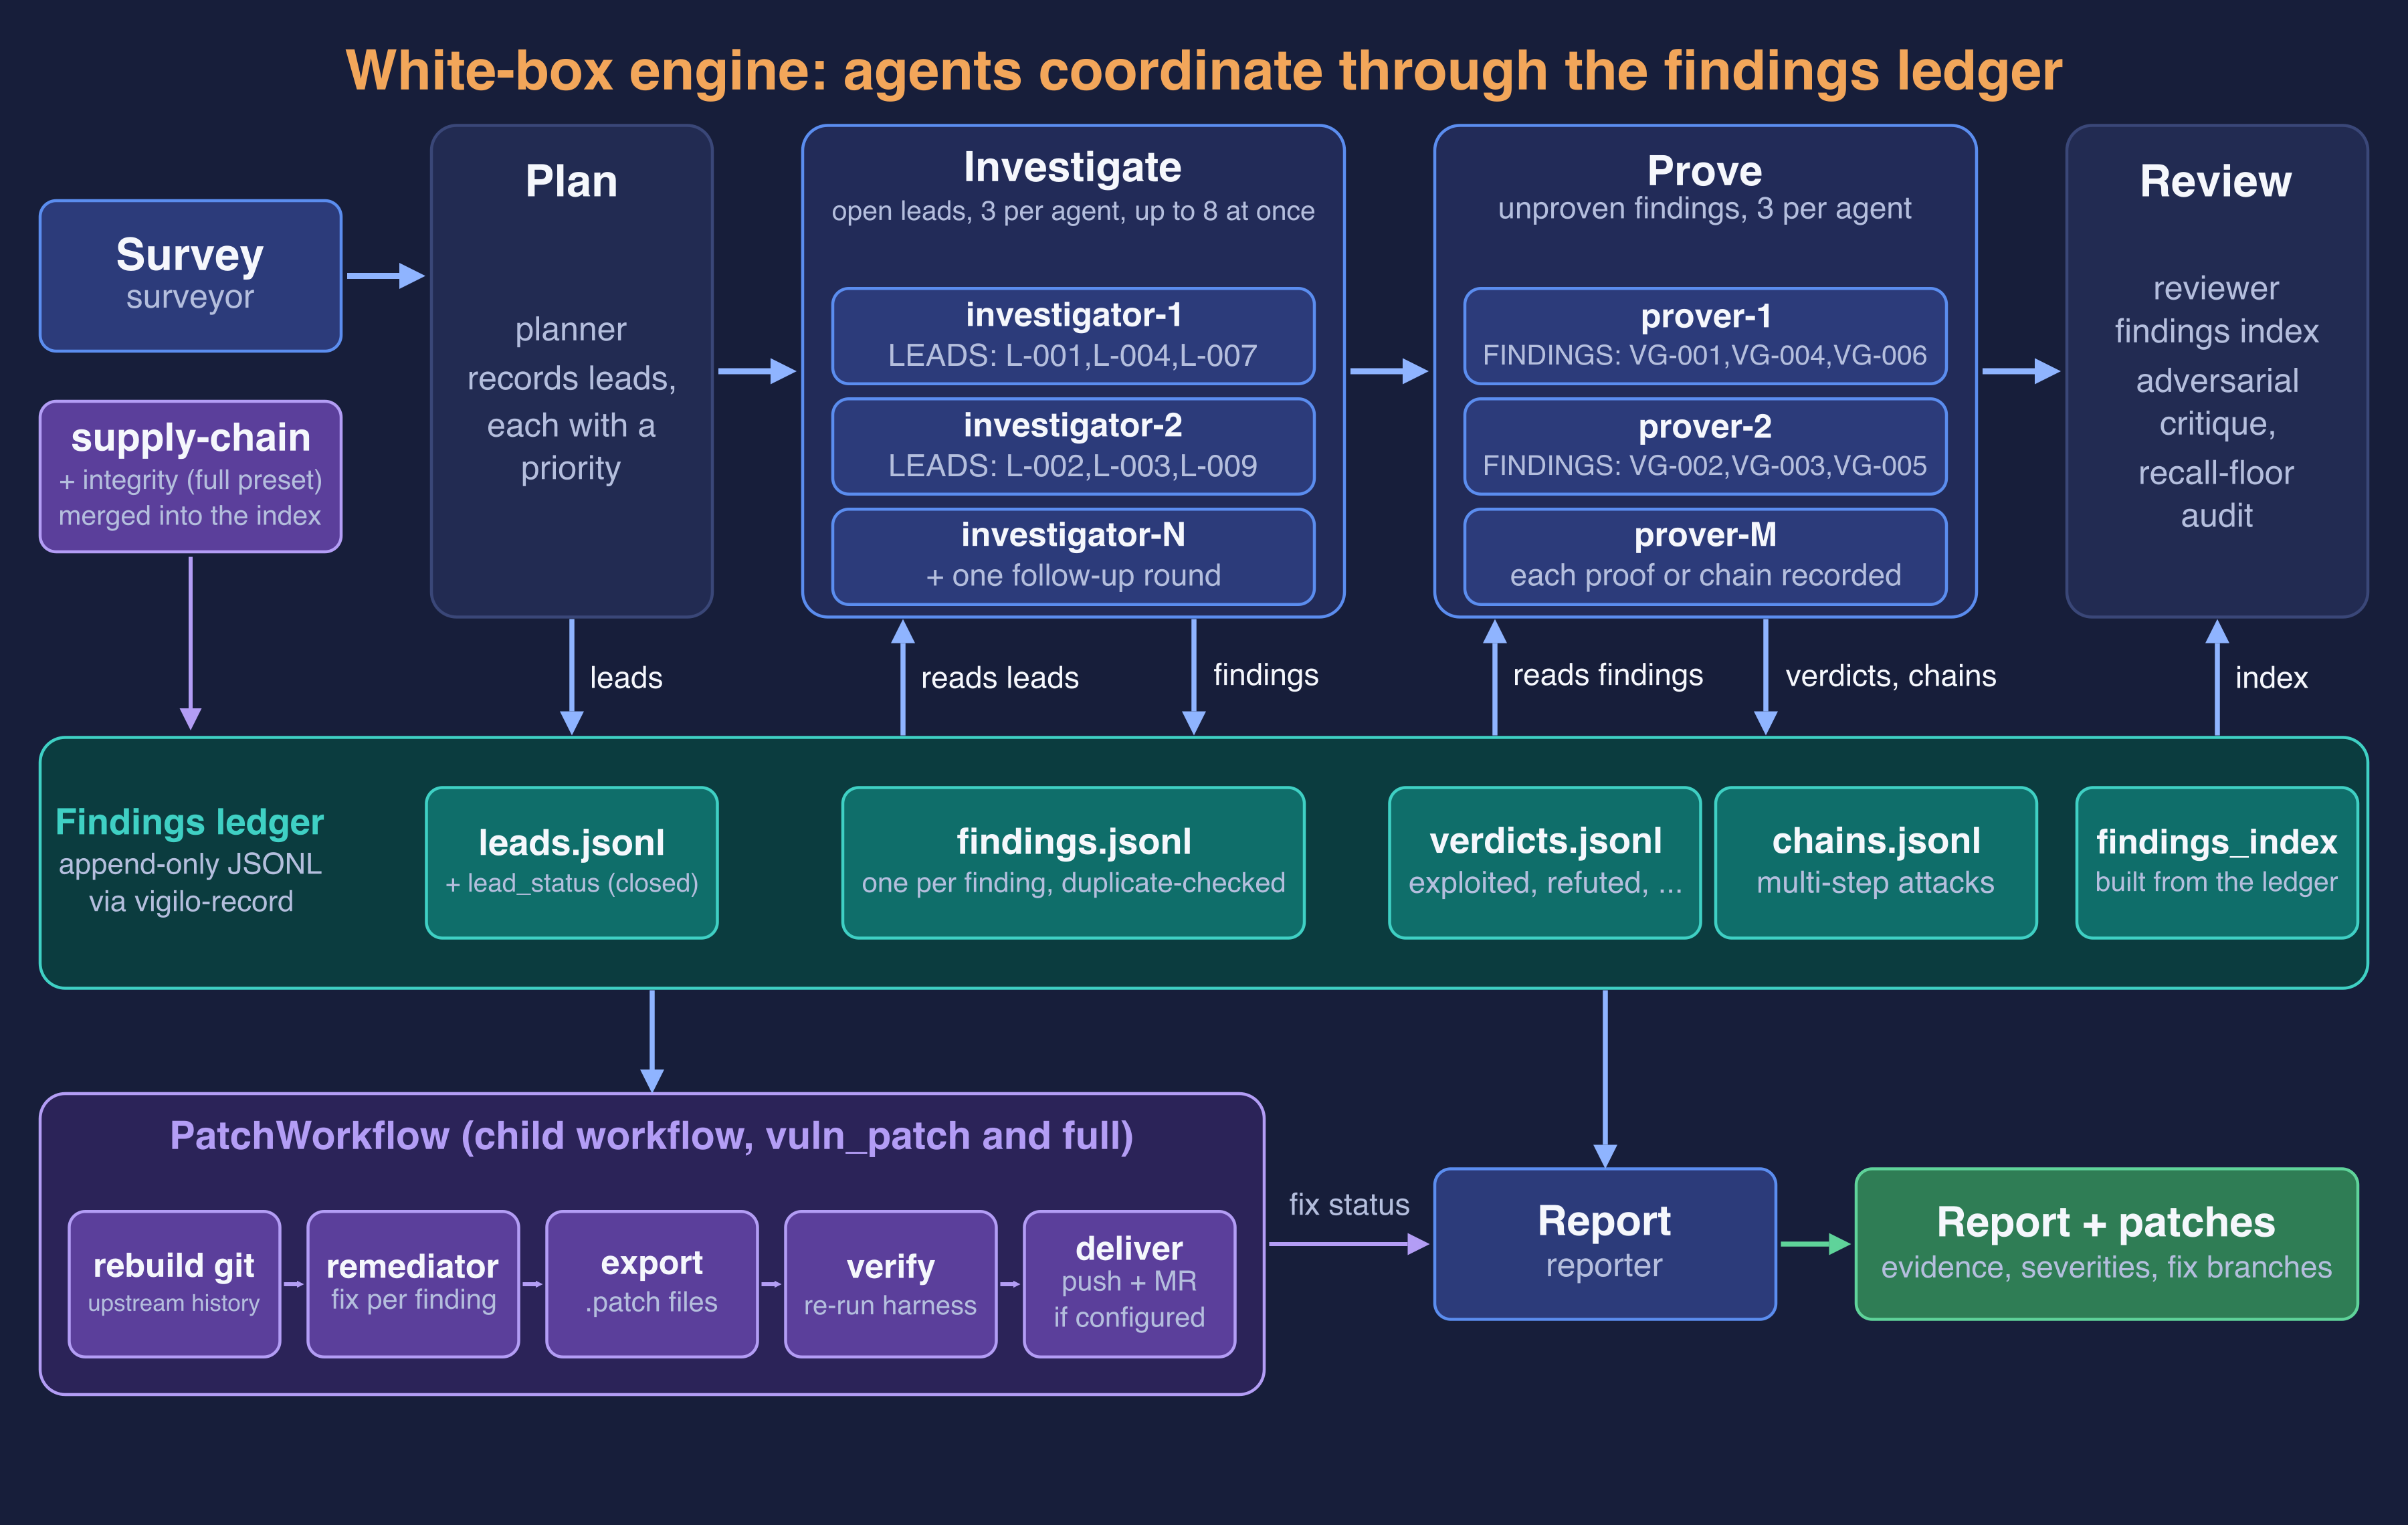 White-box engine: agents coordinate through the findings ledger
Survey
surveyor
supply-chain
+ integrity (full preset)
merged into the index
Plan
planner
records leads,
each with a
priority
Investigate
open leads, 3 per agent, up to 8 at once
investigator-1
LEADS: L-001,L-004,L-007
investigator-2
LEADS: L-002,L-003,L-009
investigator-N
+ one follow-up round
Prove
unproven findings, 3 per agent
prover-1
FINDINGS: VG-001,VG-004,VG-006
prover-2
FINDINGS: VG-002,VG-003,VG-005
prover-M
each proof or chain recorded
Review
reviewer
findings index
adversarial
critique,
recall-floor
audit
leads
reads leads
findings
reads findings
verdicts, chains
index
Findings ledger
append-only JSONL
via vigilo-record
leads.jsonl
+ lead_status (closed)
findings.jsonl
one per finding, duplicate-checked
verdicts.jsonl
exploited, refuted, ...
chains.jsonl
multi-step attacks
findings_index
built from the ledger
PatchWorkflow (child workflow, vuln_patch and full)
rebuild git
upstream history
remediator
fix per finding
export
.patch files
verify
re-run harness
deliver
push + MR
if configured
fix status
Report
reporter
Report + patches
evidence, severities, fix branches